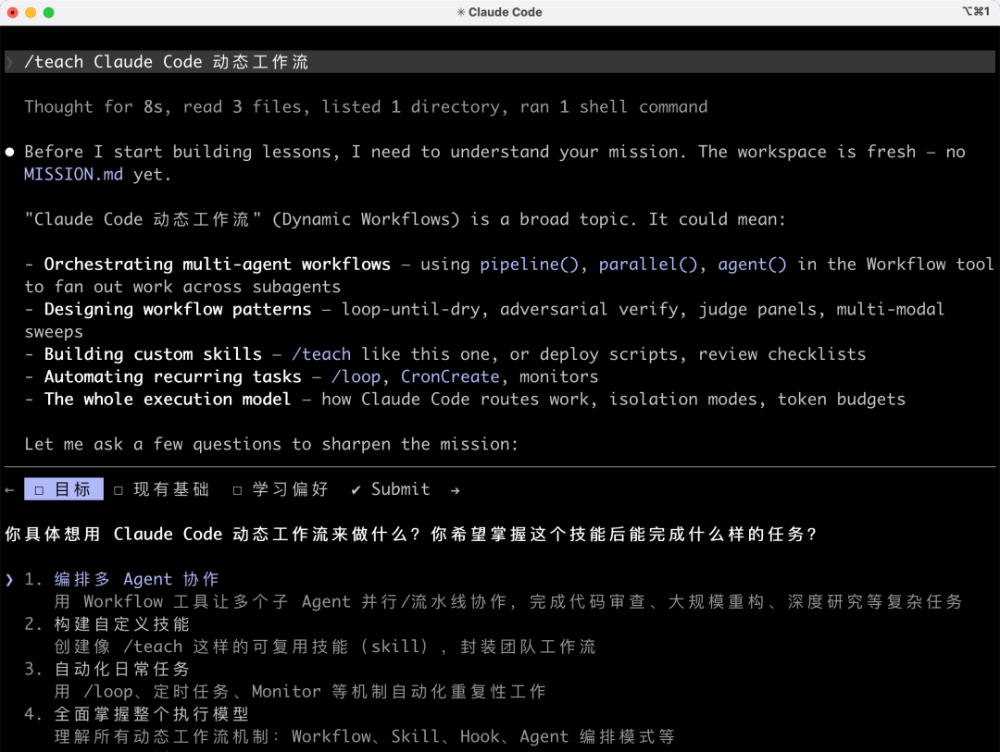 ✳ Claude Code
⌥⌘1
❯ /teach Claude Code 动态工作流
Thought for 8s, read 3 files, listed 1 directory, ran 1 shell command
● Before I start building lessons, I need to understand your mission. The workspace is fresh — no
MISSION.md yet.
"Claude Code 动态工作流" (Dynamic Workflows) is a broad topic. It could mean:
- Orchestrating multi-agent workflows — using pipeline(), parallel(), agent() in the Workflow tool
to fan out work across subagents
- Designing workflow patterns — loop-until-dry, adversarial verify, judge panels, multi-modal
sweeps
- Building custom skills — /teach like this one, or deploy scripts, review checklists
- Automating recurring tasks — /loop, CronCreate, monitors
- The whole execution model — how Claude Code routes work, isolation modes, token budgets
Let me ask a few questions to sharpen the mission:
← □ 目标 □ 现有基础 □ 学习偏好 ✔ Submit →
你具体想用 Claude Code 动态工作流来做什么？你希望掌握这个技能后能完成什么样的任务？
❯ 1. 编排多 Agent 协作
用 Workflow 工具让多个子 Agent 并行/流水线协作，完成代码审查、大规模重构、深度研究等复杂任务
2. 构建自定义技能
创建像 /teach 这样的可复用技能（skill），封装团队工作流
3. 自动化日常任务
用 /loop、定时任务、Monitor 等机制自动化重复性工作
4. 全面掌握整个执行模型
理解所有动态工作流机制：Workflow、Skill、Hook、Agent 编排模式等